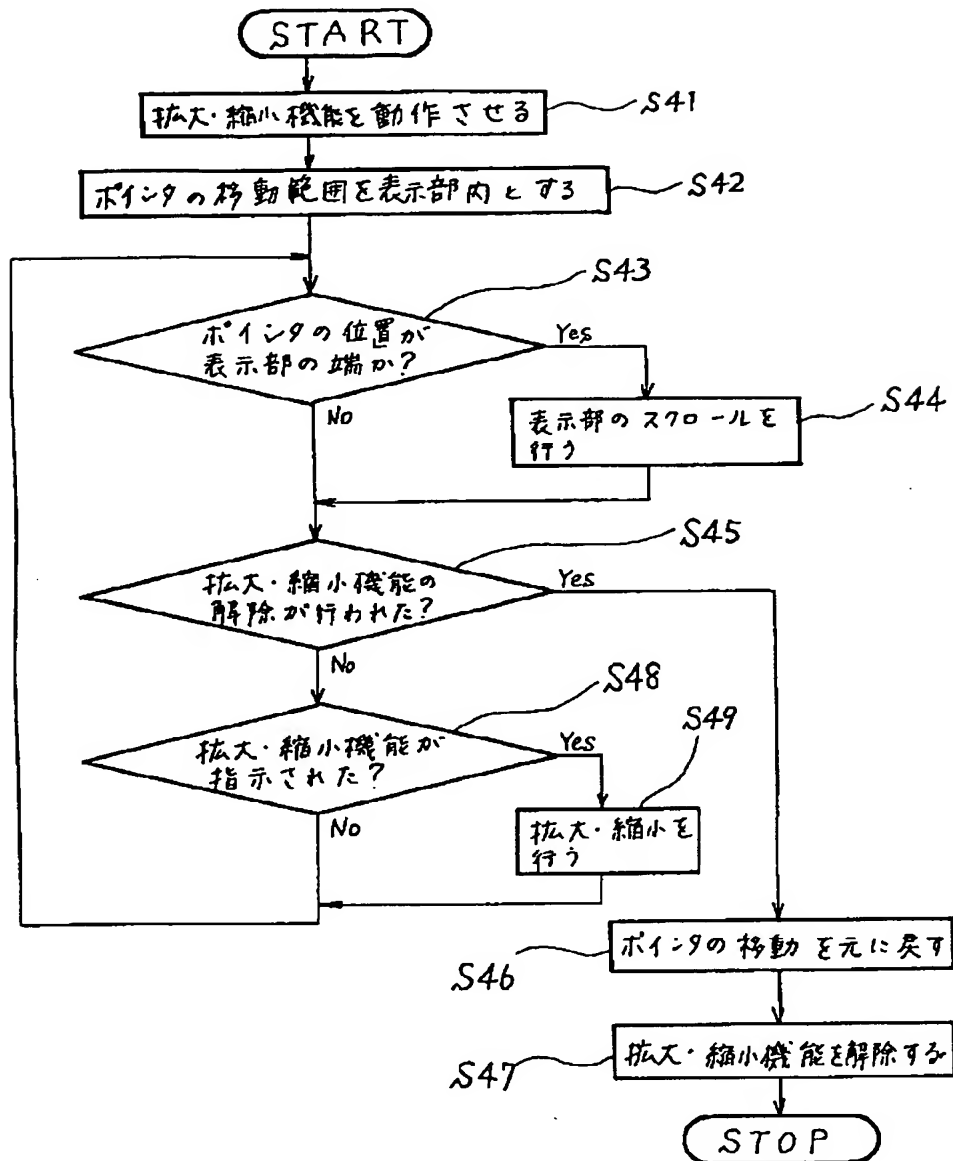 START
拡大・縮小機能を動作させる
S41
ポインタの移動範囲を表示部内とする
S42
S43
ポインタの位置が
表示部の端か?
Yes
No
表示部のスクロールを
行う
S44
S45
拡大・縮小機能の
解除が行われた?
Yes
No
S48
拡大・縮小機能が
指示された?
Yes
No
S49
拡大・縮小を
行う
ポインタの移動を元に戻す
S46
拡大・縮小機能を解除する
S47
STOP